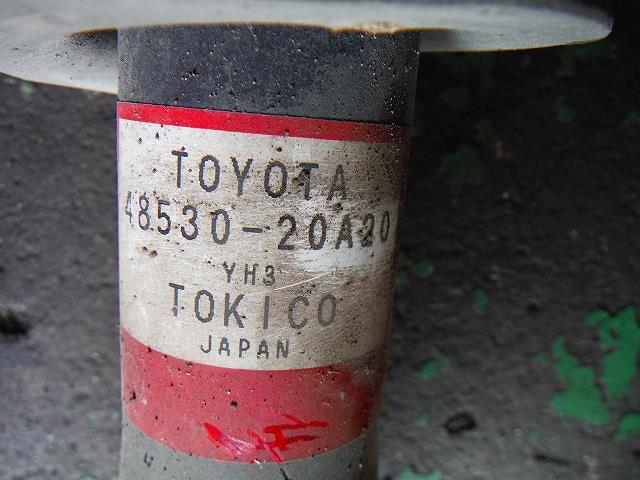 TOYOTA
48530-20A20
YH3
TOKICO
JAPAN